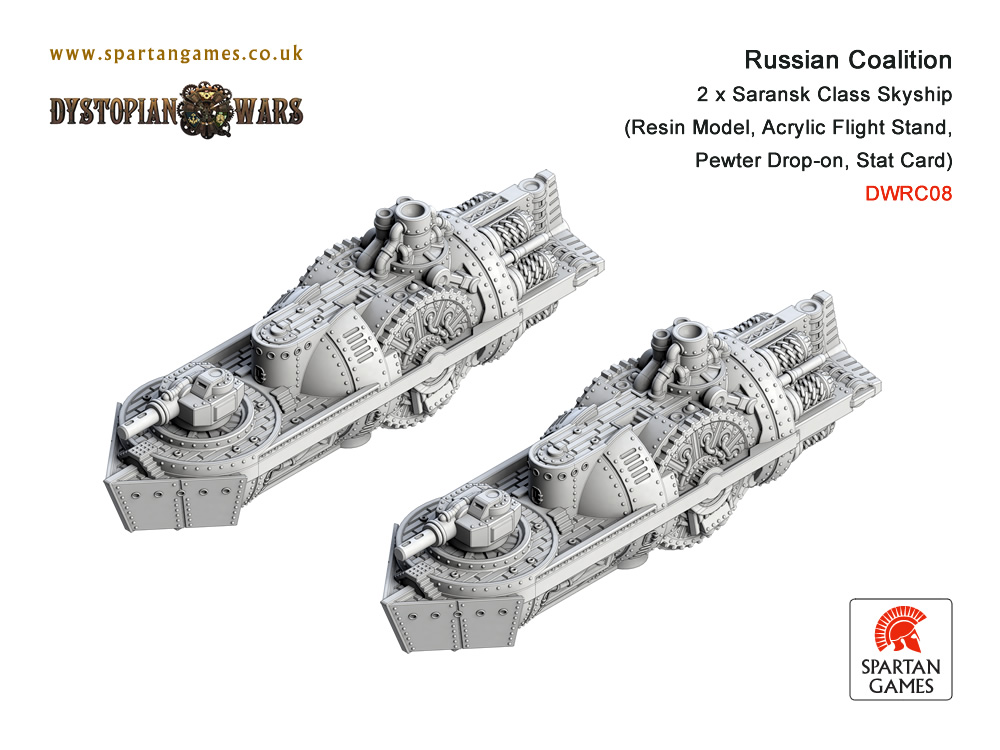 www.spartangames.co.uk
DYSTOPIAN WARS
Russian Coalition
2 x Saransk Class Skyship
(Resin Model, Acrylic Flight Stand,
Pewter Drop-on, Stat Card)
DWRC08
SPARTAN
GAMES